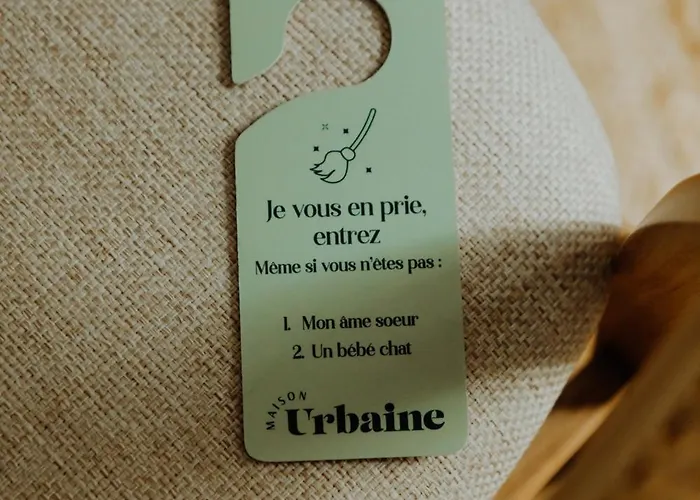 Je vous en prie,
entrez
Même si vous n'êtes pas :
1. Mon âme soeur
2. Un bébé chat
MAISON
Urbaine